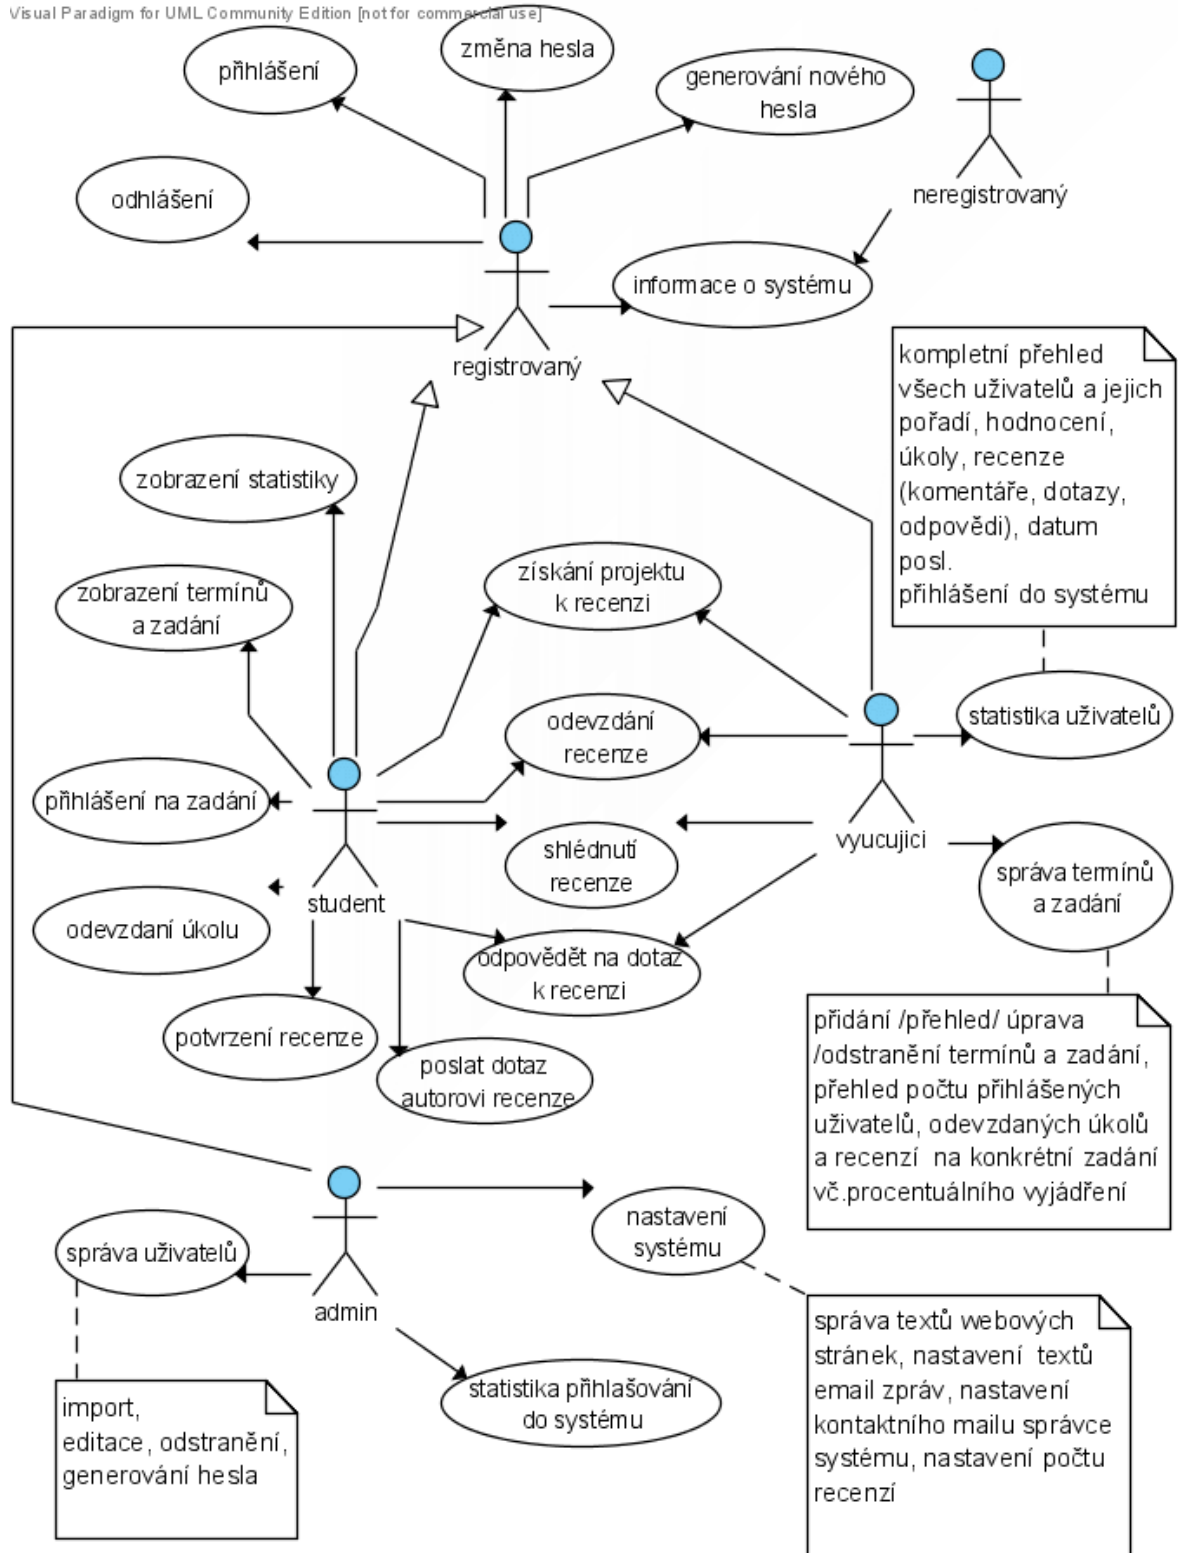 Visual Paradigm for UML Community Edition [not for commercial use]
změna hesla
přihlášení
generování nového
hesla
neregistrovaný
odhlášení
informace o systému
registrovaný
kompletní přehled
všech uživatelů a jejich
pořadí, hodnocení,
úkoly, recenze
(komentáře, dotazy,
odpovědi), datum
posl.
přihlášení do systému
zobrazení statistiky
získání projektu
k recenzi
zobrazení termínů
a zadání
statistika uživatelů
odevzdání
recenze
přihlášení na zadání
vyucujici
shlédnutí
recenze
správa termínů
a zadání
student
odevzdaní úkolu
odpovědět na dotaz
k recenzi
potvrzení recenze
poslat dotaz
autorovi recenze
přidání /přehled/ úprava
/odstranění termínů a zadání,
přehled počtu přihlášených
uživatelů, odevzdaných úkolů
a recenzí na konkrétní zadání
vč.procentuálního vyjádření
nastavení
systému
správa uživatelů
admin
správa textů webových
stránek, nastavení textů
email zpráv, nastavení
kontaktního mailu správce
systému, nastavení počtu
recenzí
statistika přihlašování
do systému
import,
editace, odstranění,
generování hesla